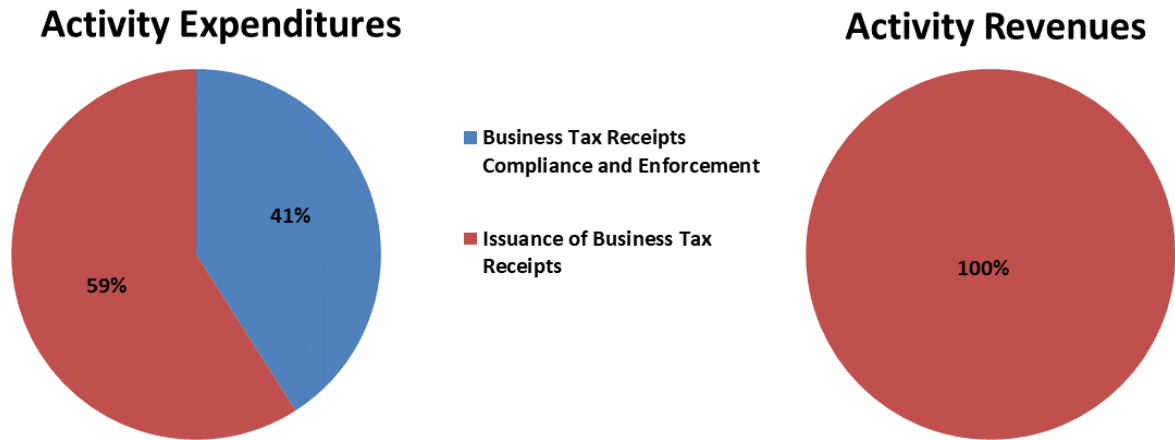 Activity Expenditures
Activity Revenues
41%
59%
Business Tax Receipts
Compliance and Enforcement
Issuance of Business Tax
Receipts
100%